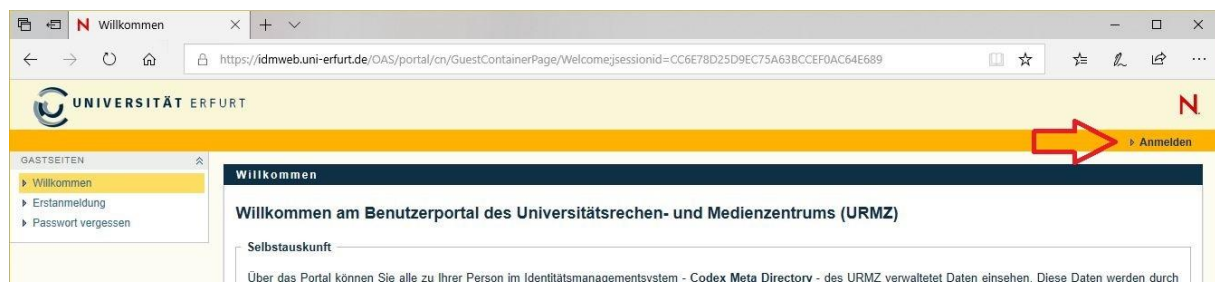 Willkommen
https://idmweb.uni-erfurt.de/OAS/portal/cn/GuestContainerPage/Welcome;jsessionid=CC6E78D25D9EC75A63BCCEF0AC64E689
UNIVERSITÄT ERFURT
N
Anmelden
GASTSEITEN
Willkommen
Willkommen
Erstanmeldung
Passwort vergessen
Willkommen am Benutzerportal des Universitätsrechen- und Medienzentrums (URMZ)
Selbstauskunft
Über das Portal können Sie alle zu Ihrer Person im Identitätsmanagementsystem - Codex Meta Directory - des URMZ verwaltetet Daten einsehen. Diese Daten werden durch